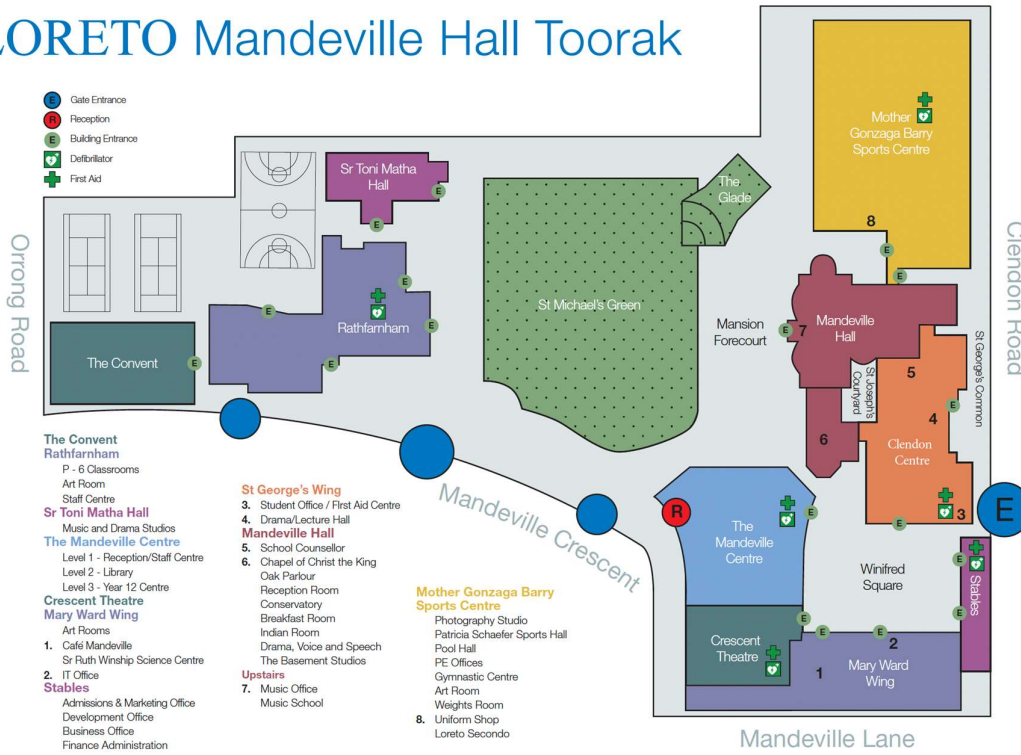 LORETO Mandeville Hall Toorak
E Gate Entrance
R Reception
E Building Entrance
Defibrillator
First Aid
Orrong Road
Clendon Road
Mandeville Crescent
Mandeville Lane
Sr Toni Matha
Hall
E
E
Rathfarnham
E
E
E
E
The Convent
E
St Michael's Green
The
Glade
Mother
Gonzaga Barry
Sports Centre
8
E
E
Mansion
Forecourt
E
7
Mandeville
Hall
St Joseph's
Courtyard
St George's Common
5
4
E
6
Clendon
Centre
3
E
E
R
The
Mandeville
Centre
E
Winifred
Square
E
E
Stables
Crescent
Theatre
E
E
E
2
1
Mary Ward
Wing
The Convent
Rathfarnham
P - 6 Classrooms
Art Room
Staff Centre
Sr Toni Matha Hall
Music and Drama Studios
The Mandeville Centre
Level 1 - Reception/Staff Centre
Level 2 - Library
Level 3 - Year 12 Centre
Crescent Theatre
Mary Ward Wing
Art Rooms
1. Café Mandeville
Sr Ruth Winship Science Centre
2. IT Office
Stables
Admissions & Marketing Office
Development Office
Business Office
Finance Administration
St George's Wing
3. Student Office / First Aid Centre
4. Drama/Lecture Hall
Mandeville Hall
5. School Counsellor
6. Chapel of Christ the King
Oak Parlour
Reception Room
Conservatory
Breakfast Room
Indian Room
Drama, Voice and Speech
The Basement Studios
Upstairs
7. Music Office
Music School
Mother Gonzaga Barry
Sports Centre
Photography Studio
Patricia Schaefer Sports Hall
Pool Hall
PE Offices
Gymnastic Centre
Art Room
Weights Room
8. Uniform Shop
Loreto Secondo